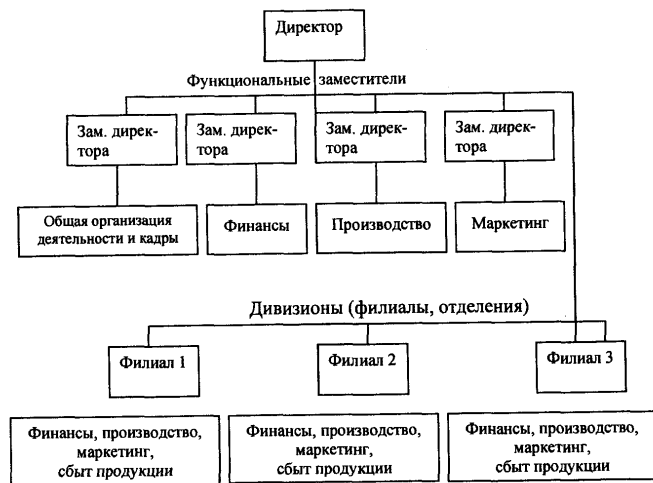 Директор
Функциональные заместители
Зам. дирек-
тора
Зам. дирек-
тора
Зам. дирек-
тора
Зам. дирек-
тора
Общая организация
деятельности и кадры
Финансы
Производство
Маркетинг
Дивизионы (филиалы, отделения)
Филиал 1
Филиал 2
Филиал 3
Финансы, производство,
маркетинг,
сбыт продукции
Финансы, производство,
маркетинг,
сбыт продукции
Финансы, производство,
маркетинг,
сбыт продукции